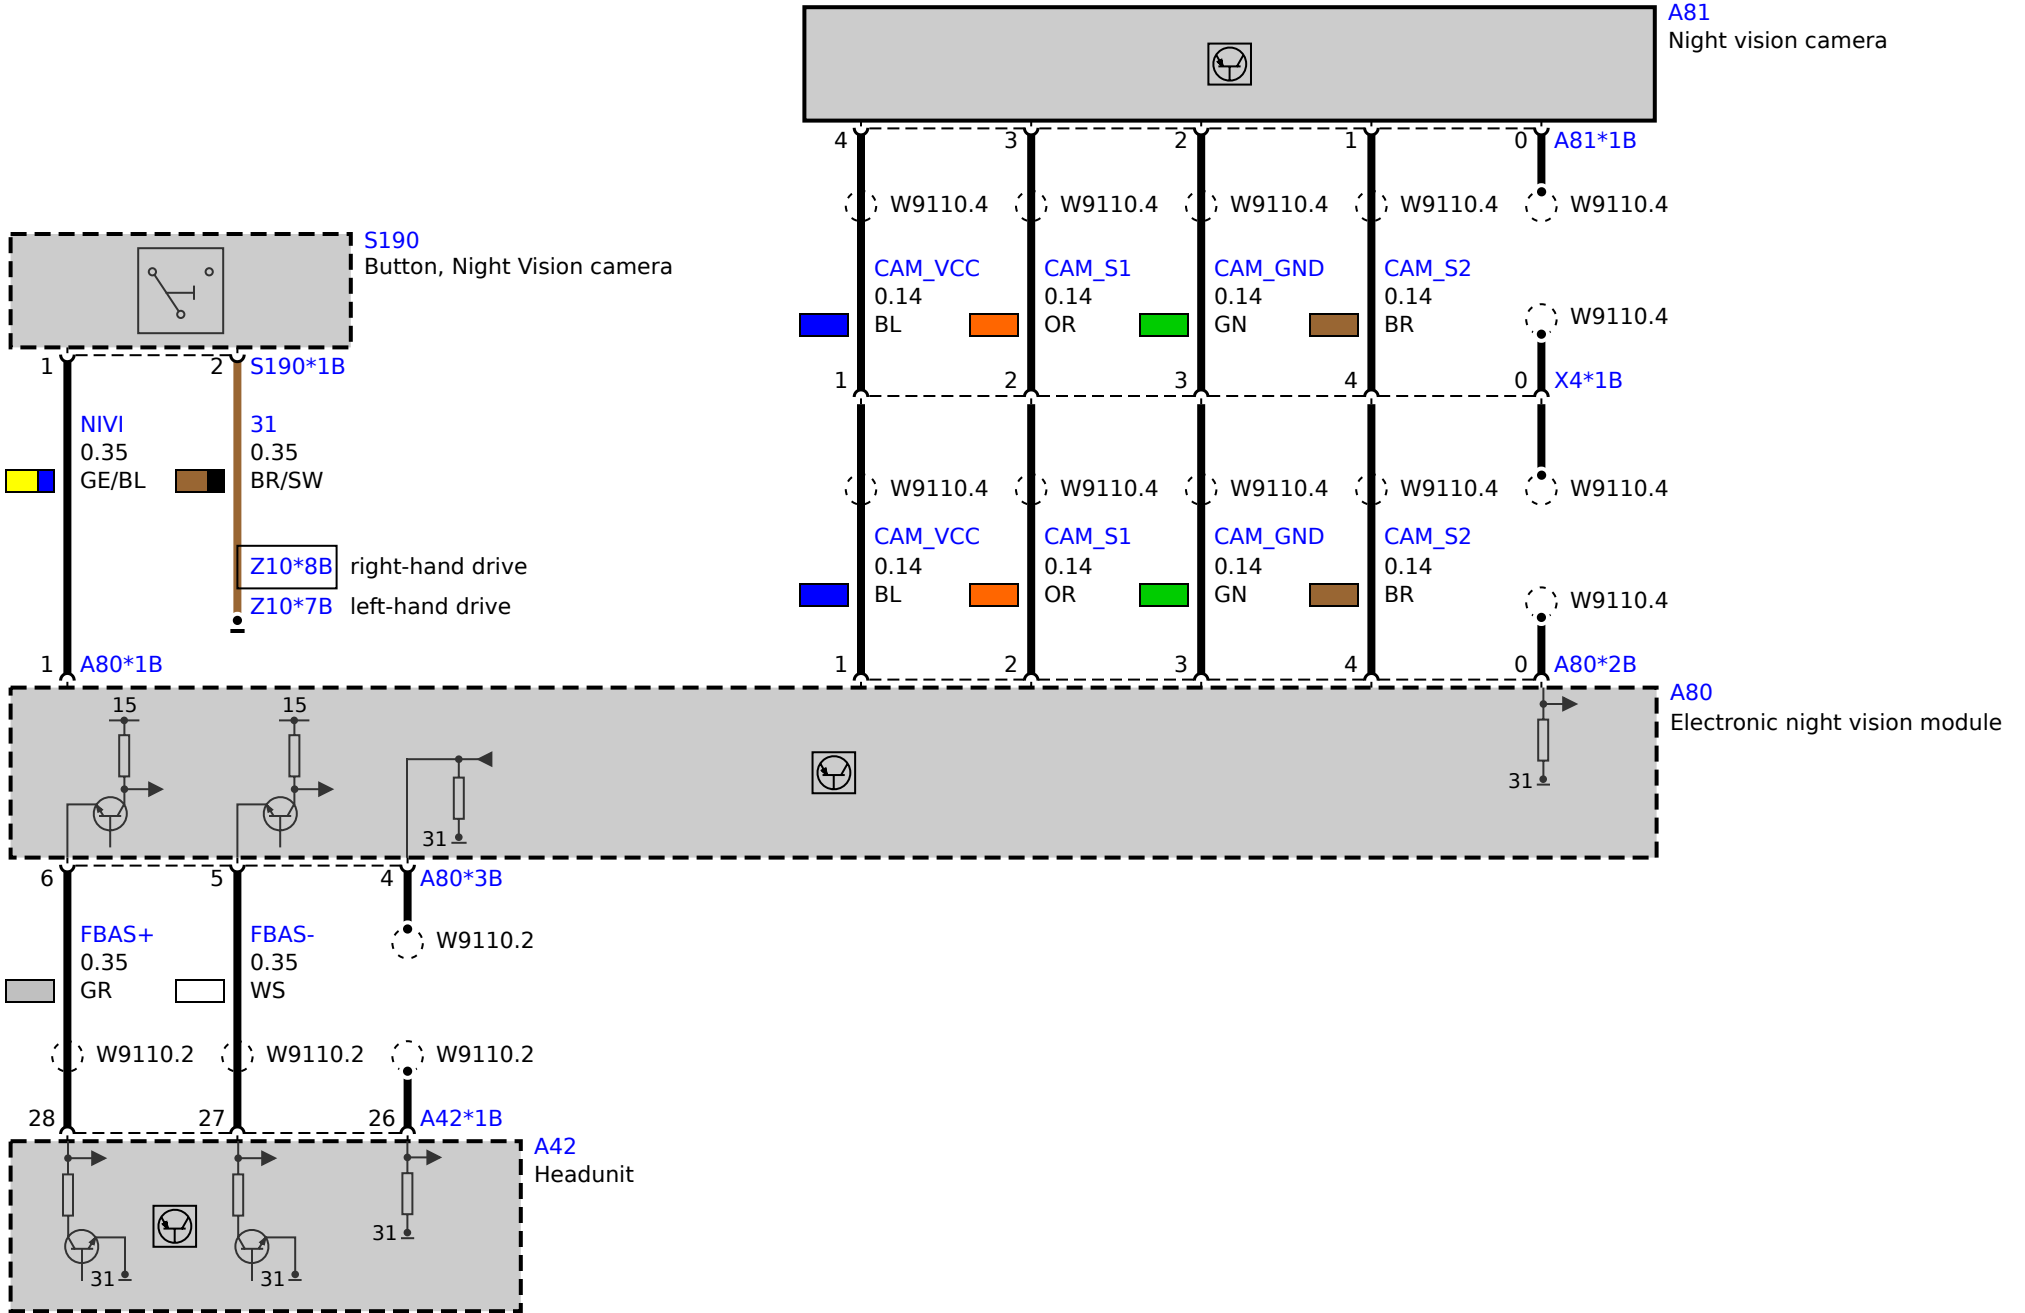 A81
Night vision camera
4 3 2 1 0 A81*1B
W9110.4 W9110.4 W9110.4 W9110.4 W9110.4
S190
Button, Night Vision camera
CAM_VCC CAM_S1 CAM_GND CAM_S2
0.14 0.14 0.14 0.14
BL OR GN BR W9110.4
1 2 S190*1B
1 2 3 4 0 X4*1B
NIVI 31
0.35 0.35
GE/BL BR/SW
W9110.4 W9110.4 W9110.4 W9110.4 W9110.4
CAM_VCC CAM_S1 CAM_GND CAM_S2
0.14 0.14 0.14 0.14
BL OR GN BR W9110.4
Z10*8B right-hand drive
Z10*7B left-hand drive
1 A80*1B
1 2 3 4 0 A80*2B
A80
Electronic night vision module
15 15
31
31
6 5 4 A80*3B
FBAS+ FBAS- W9110.2
0.35 0.35
GR WS
W9110.2 W9110.2 W9110.2
28 27 26 A42*1B
A42
Headunit
31
31 31